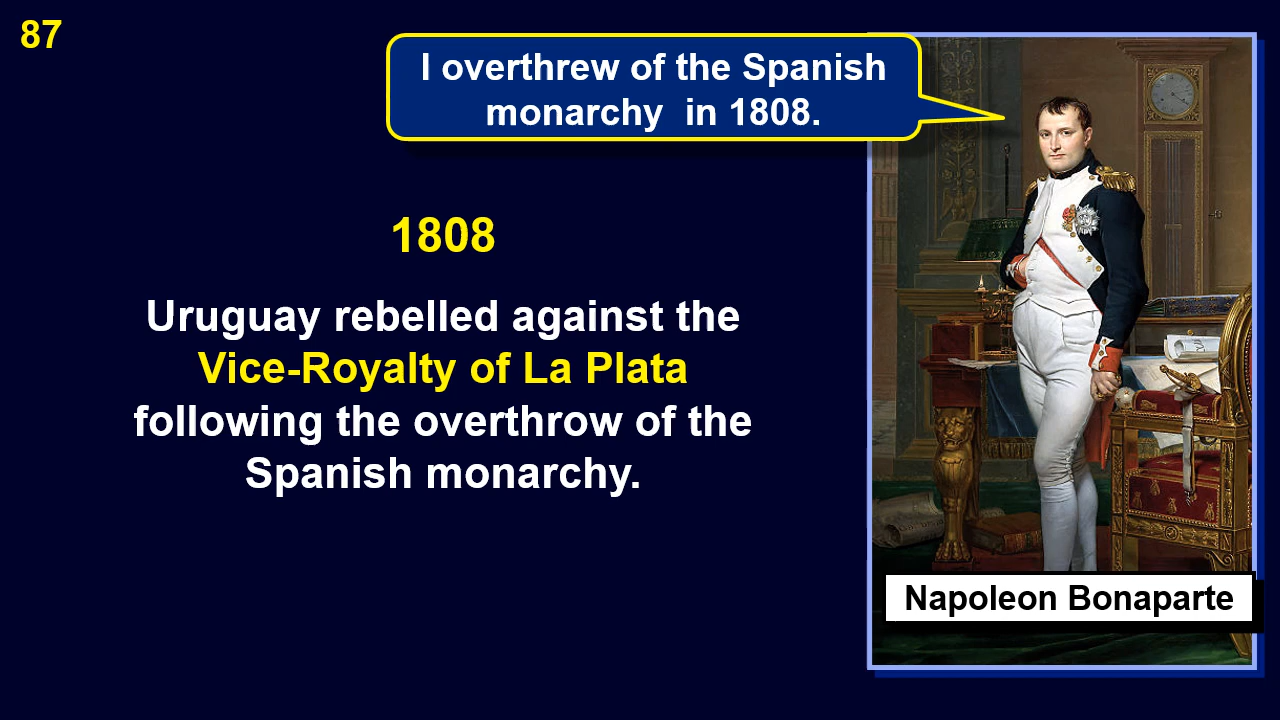 87
I overthrew of the Spanish
monarchy  in 1808.
1808
Uruguay rebelled against the
Vice-Royalty of La Plata
following the overthrow of the
Spanish monarchy.
Napoleon Bonaparte